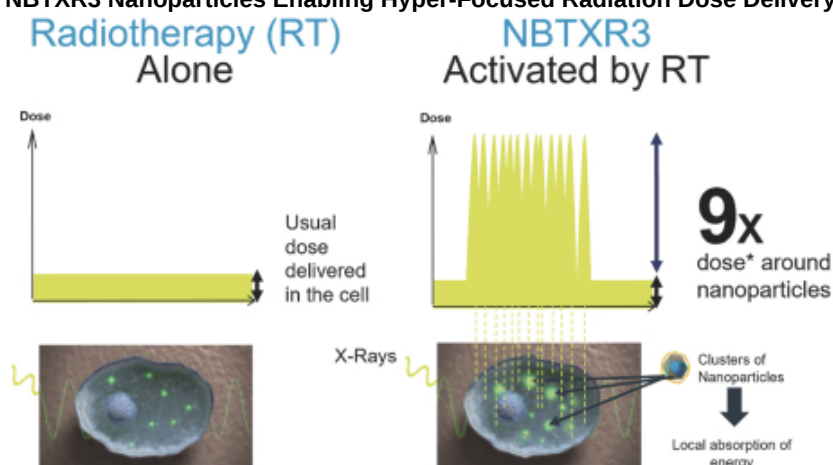 NBTXR3 Nanoparticles Enabling Hyper-Focused Radiation Dose Delivery
Radiotherapy (RT)
Alone
Dose
Usual
dose
delivered
in the cell
NBTXR3
Activated by RT
Dose
9x
dose* around
nanoparticles
X-Rays
Clusters of
Nanoparticles
Local absorption of
energy